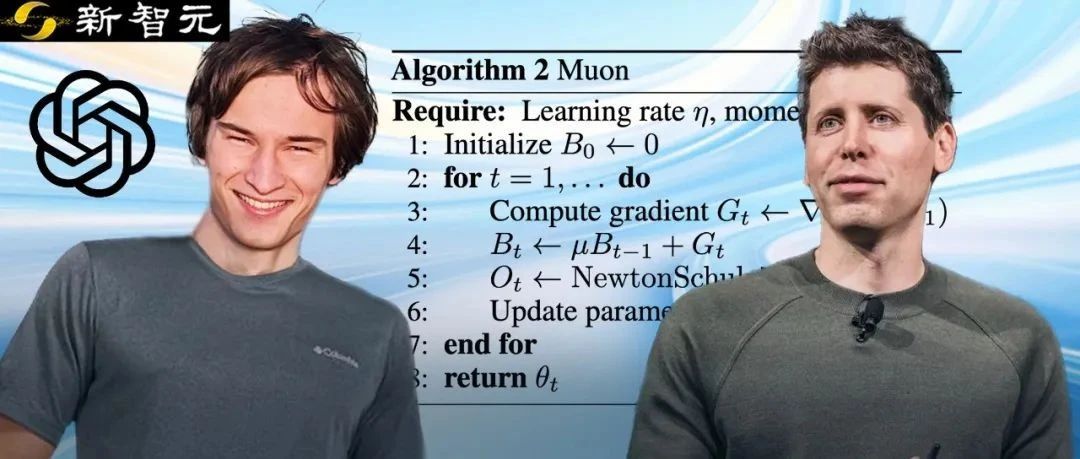 新智元
Algorithm 2 Muon
Require: Learning rate η, mome
1: Initialize B₀ ← 0
2: for t = 1, … do
3: Compute gradient Gₜ ← ∇ ₁)
4: Bₜ ← μBₜ₋₁ + Gₜ
5: Oₜ ← NewtonSchul
6: Update parame
7: end for
8: return θₜ
Columbia